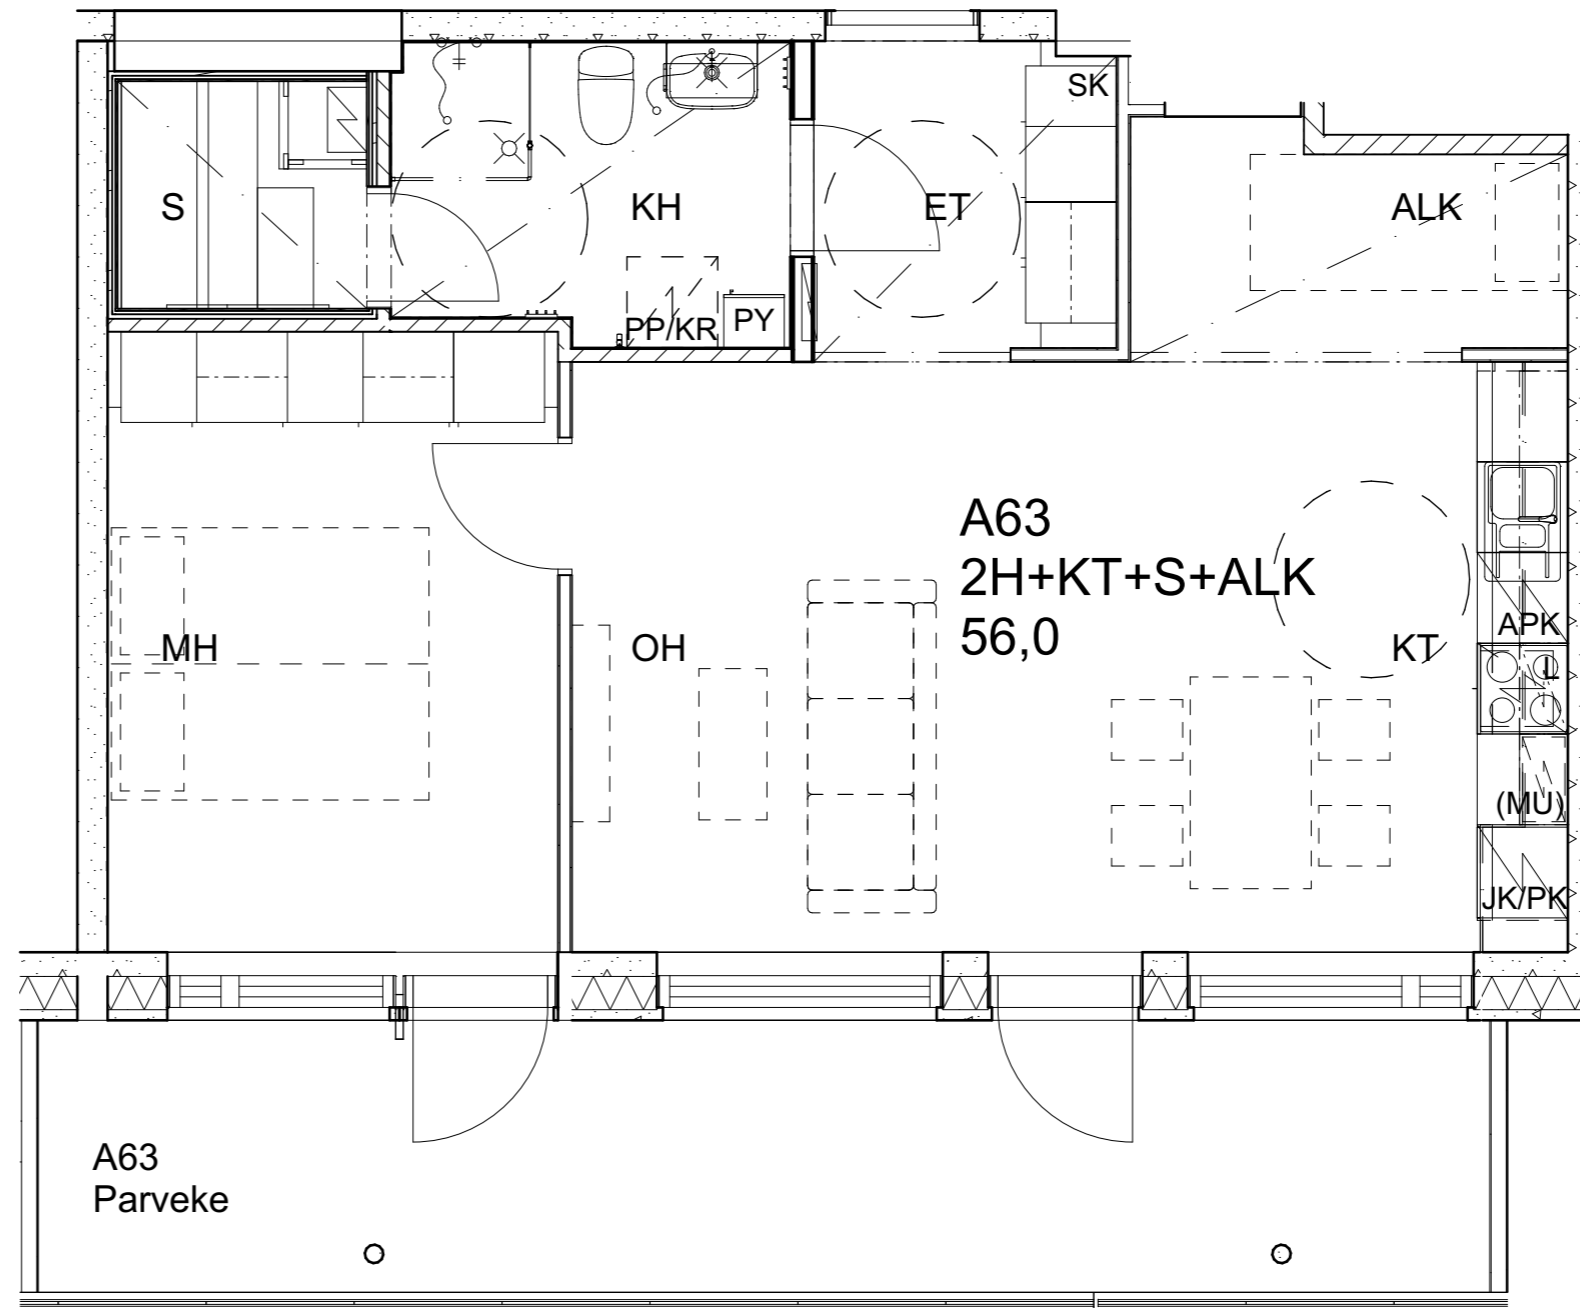 SK
S
KH
ET
ALK
PP/KR
PY
A63
2H+KT+S+ALK
56,0
APK
MH
OH
KT
L
(MU)
JK/PK
A63
Parveke